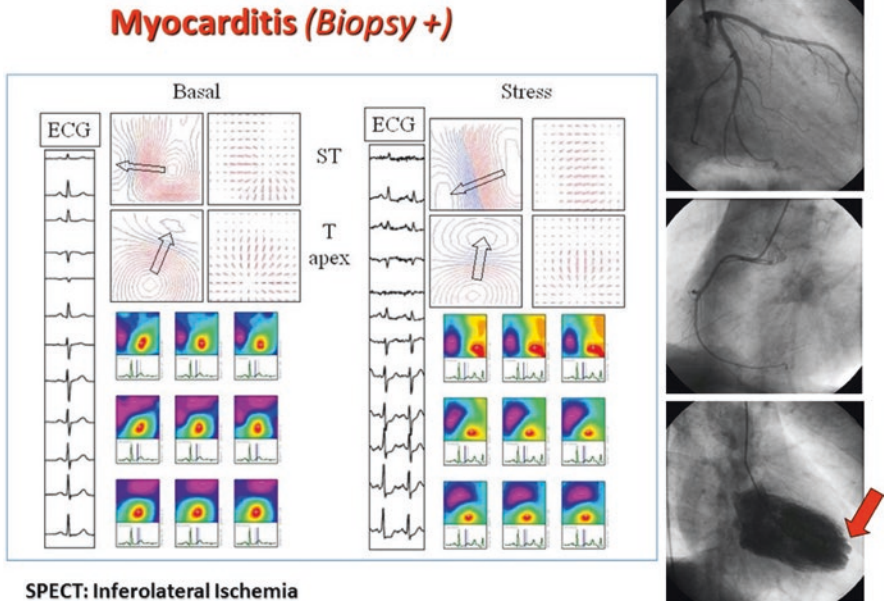 Myocarditis (Biopsy +)
Basal
Stress
ECG
ECG
ST
T
apex
SPECT: Inferolateral Ischemia